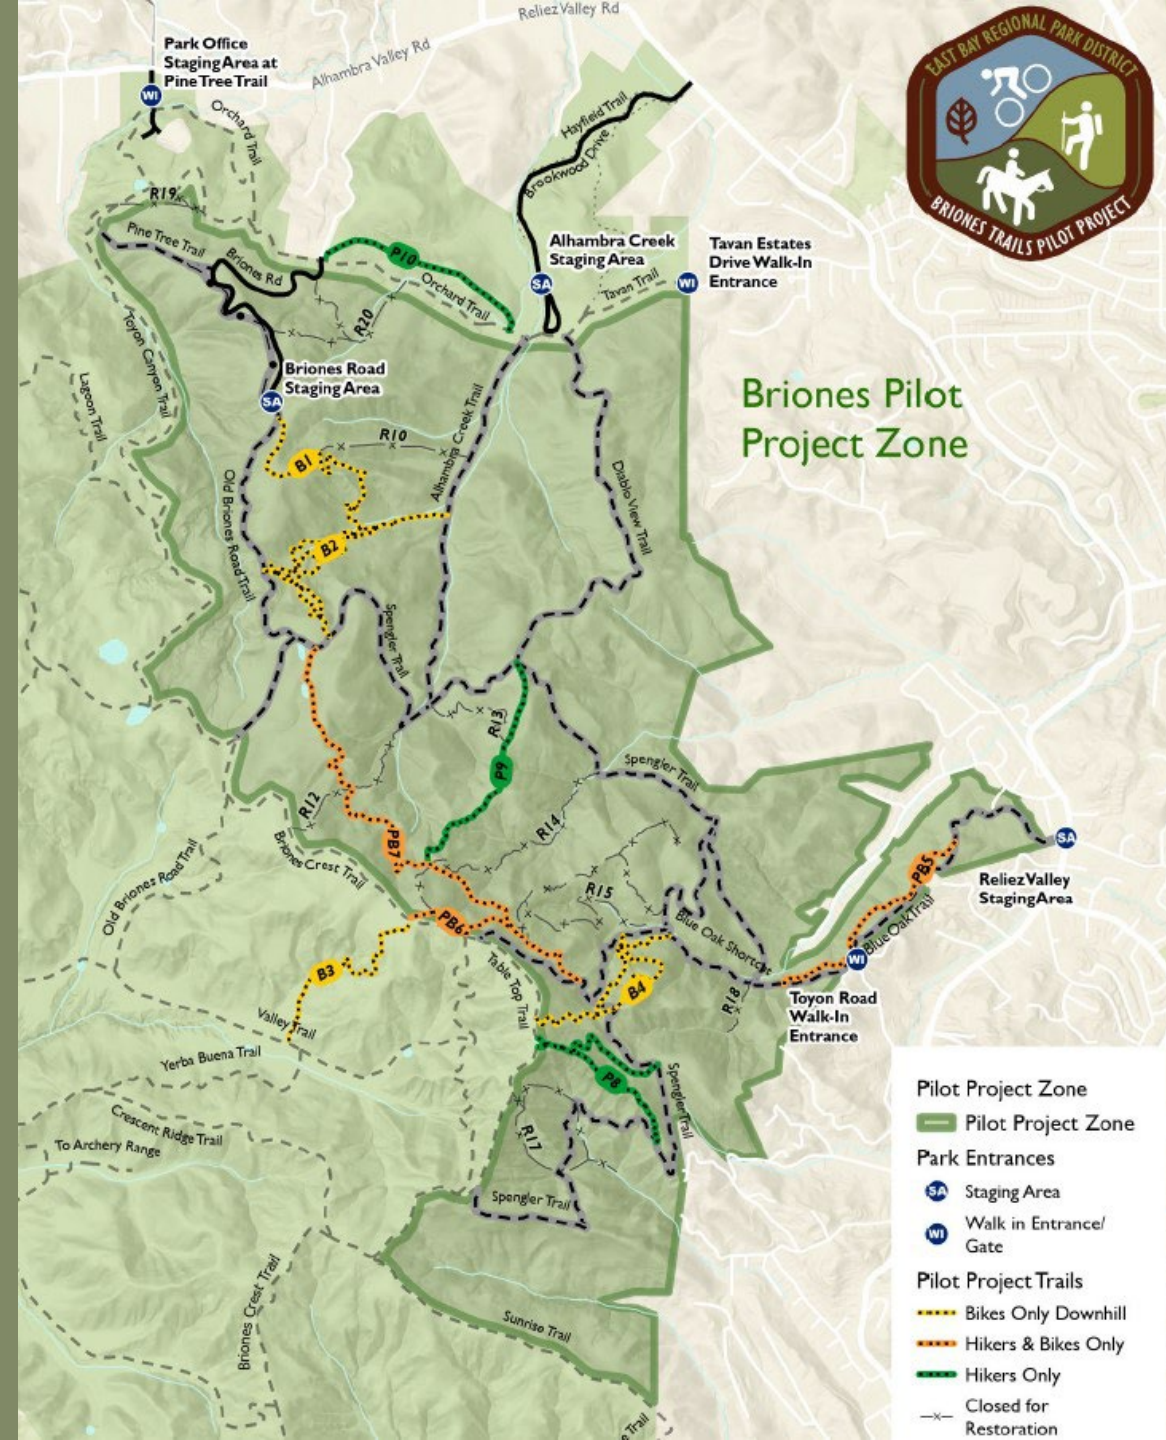 Reliez Valley Rd
Park Office
Staging Area at
Pine Tree Trail
Alhambra Valley Rd
EAST BAY REGIONAL PARK DISTRICT
BRIONES TRAILS PILOT PROJECT
WI
Orchard Trail
Hayfield Trail
Brookwood Drive
R19
Pine Tree Trail
Briones Rd
P10
Orchard Trail
Alhambra Creek
Staging Area
SA
Tavan Trail
Tavan Estates
Drive Walk-In
Entrance
WI
Toyon Canyon Trail
R20
Lagoon Trail
Briones Road
Staging Area
SA
Briones Pilot
Project Zone
Alhambra Creek Trail
R10
B1
Diablo View Trail
Old Briones Road Trail
B2
Spengler Trail
R13
P9
Spengler Trail
R12
R14
PB7
Briones Crest Trail
Old Briones Road Trail
R15
PB5
SA
Reliez Valley
Staging Area
PB6
Blue Oak Shortcut
Blue Oak Trail
WI
B3
Table Top Trail
B4
R18
Toyon Road
Walk-In
Entrance
Valley Trail
Yerba Buena Trail
P8
Spengler Trail
Crescent Ridge Trail
To Archery Range
R17
Spengler Trail
Briones Crest Trail
Sunrise Trail
e Trail
Pilot Project Zone
Pilot Project Zone
Park Entrances
SA Staging Area
WI Walk in Entrance/
Gate
Pilot Project Trails
Bikes Only Downhill
Hikers & Bikes Only
Hikers Only
Closed for
Restoration